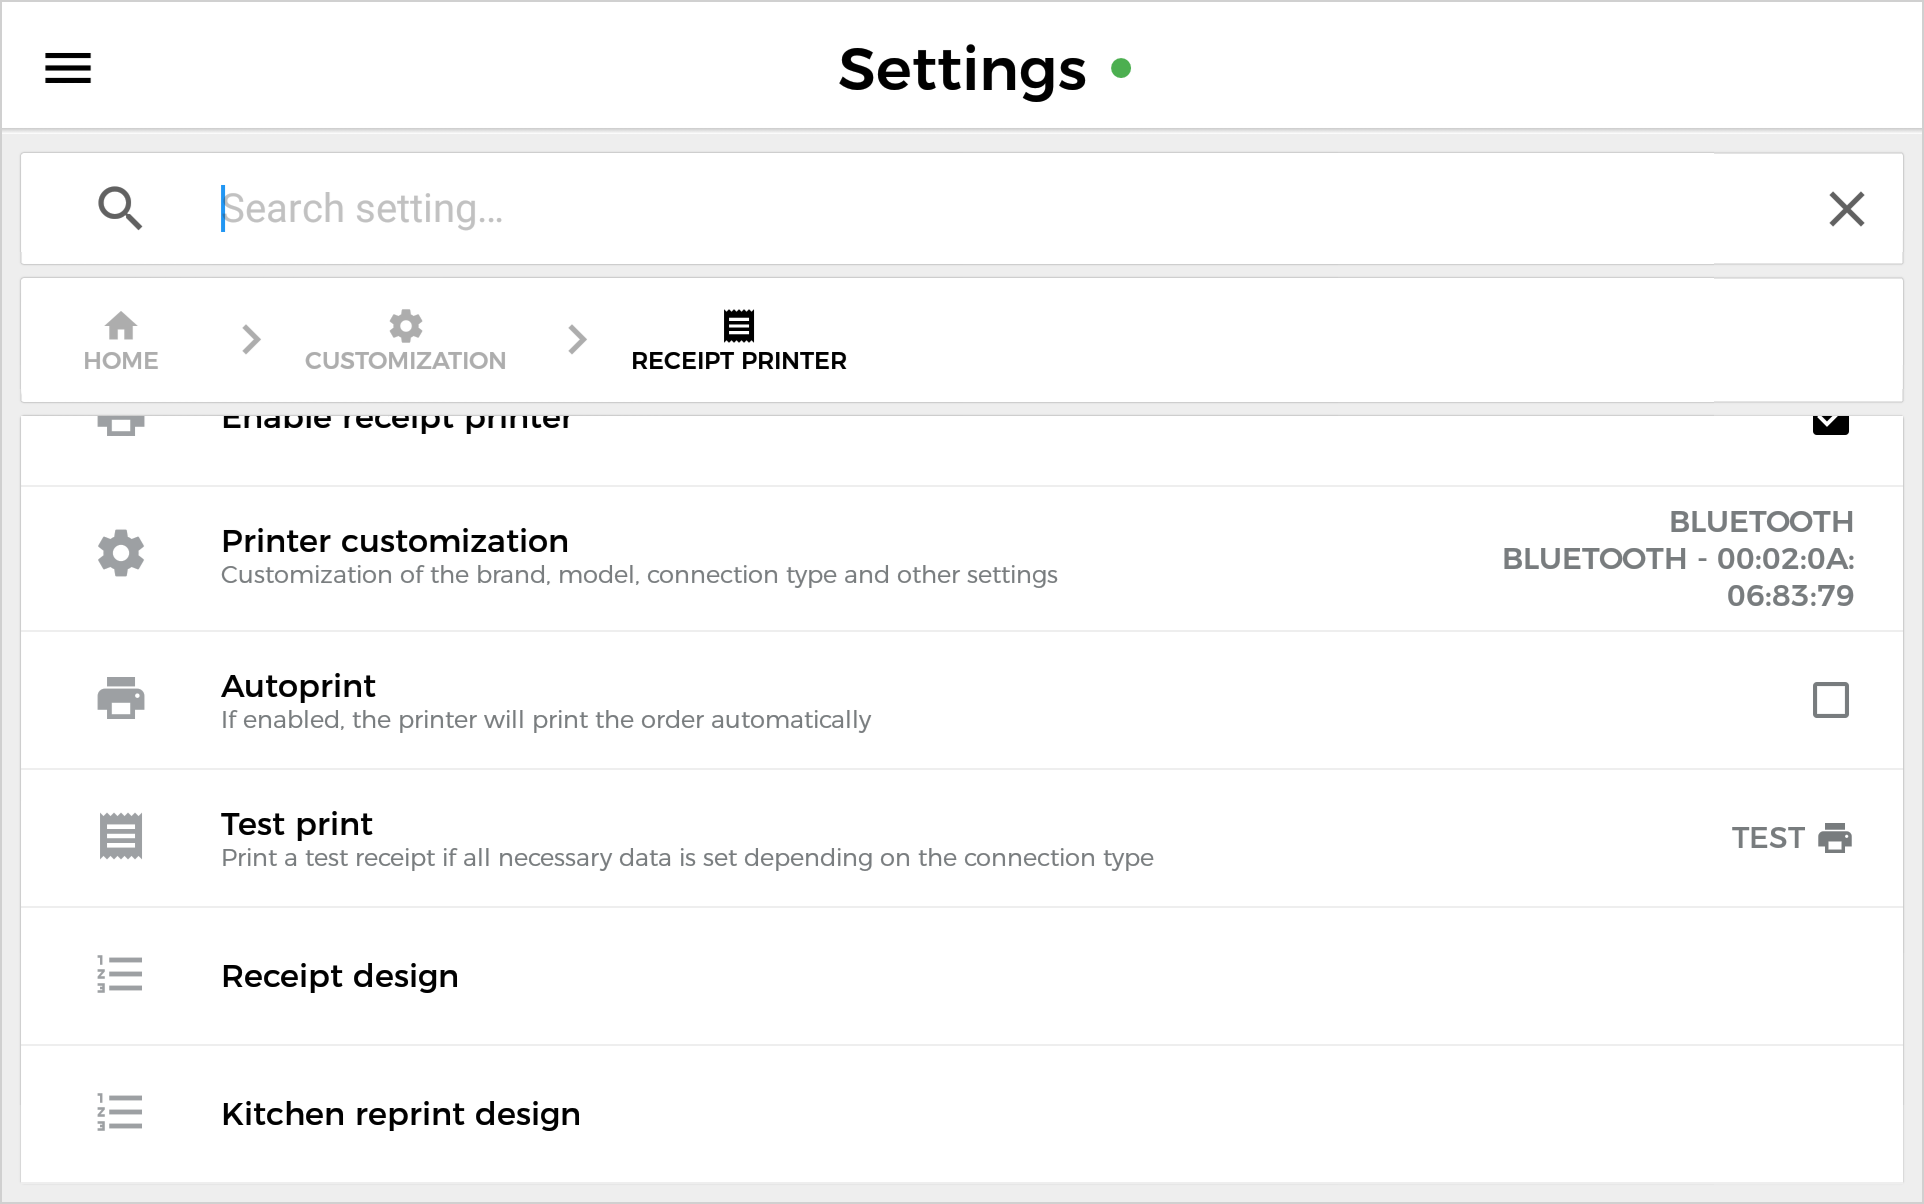 Settings
Search setting...
HOME
CUSTOMIZATION
RECEIPT PRINTER
Enable receipt printer
Printer customization
Customization of the brand, model, connection type and other settings
BLUETOOTH
BLUETOOTH - 00:02:0A:
06:83:79
Autoprint
If enabled, the printer will print the order automatically
Test print
Print a test receipt if all necessary data is set depending on the connection type
TEST
Receipt design
Kitchen reprint design